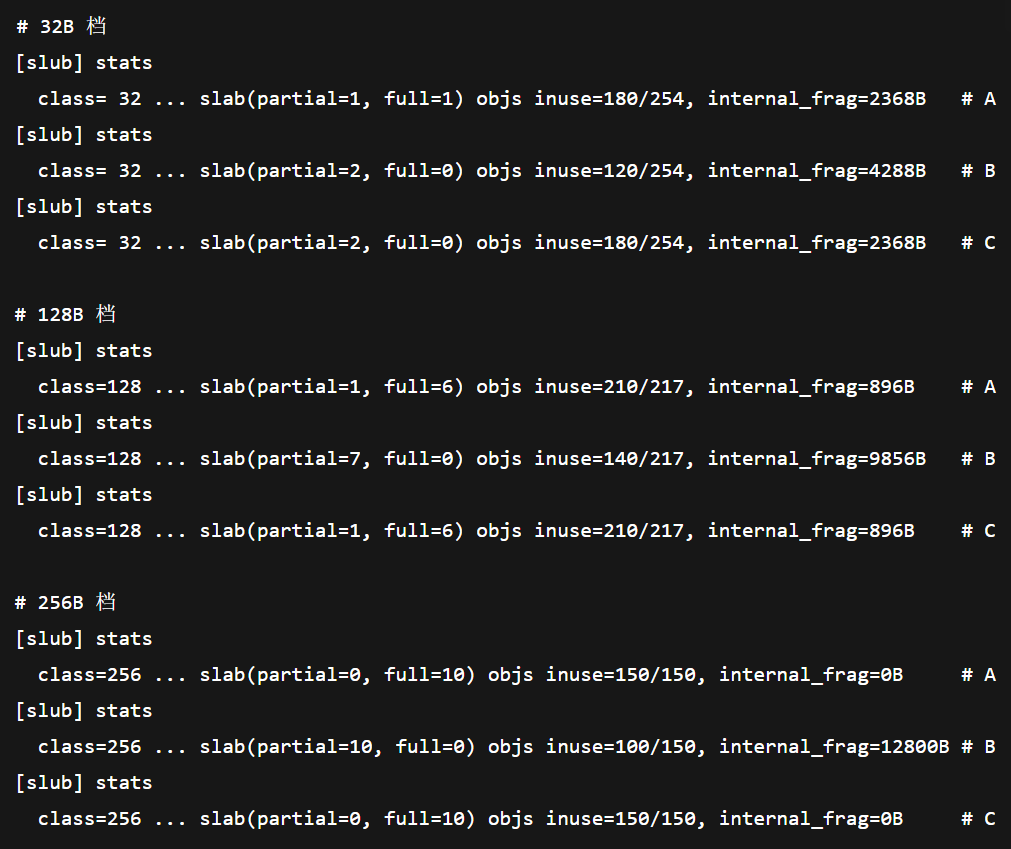 # 32B 档
[slub] stats
  class= 32 ... slab(partial=1, full=1) objs inuse=180/254, internal_frag=2368B   # A
[slub] stats
  class= 32 ... slab(partial=2, full=0) objs inuse=120/254, internal_frag=4288B   # B
[slub] stats
  class= 32 ... slab(partial=2, full=0) objs inuse=180/254, internal_frag=2368B   # C

# 128B 档
[slub] stats
  class=128 ... slab(partial=1, full=6) objs inuse=210/217, internal_frag=896B    # A
[slub] stats
  class=128 ... slab(partial=7, full=0) objs inuse=140/217, internal_frag=9856B   # B
[slub] stats
  class=128 ... slab(partial=1, full=6) objs inuse=210/217, internal_frag=896B    # C

# 256B 档
[slub] stats
  class=256 ... slab(partial=0, full=10) objs inuse=150/150, internal_frag=0B     # A
[slub] stats
  class=256 ... slab(partial=10, full=0) objs inuse=100/150, internal_frag=12800B # B
[slub] stats
  class=256 ... slab(partial=0, full=10) objs inuse=150/150, internal_frag=0B     # C